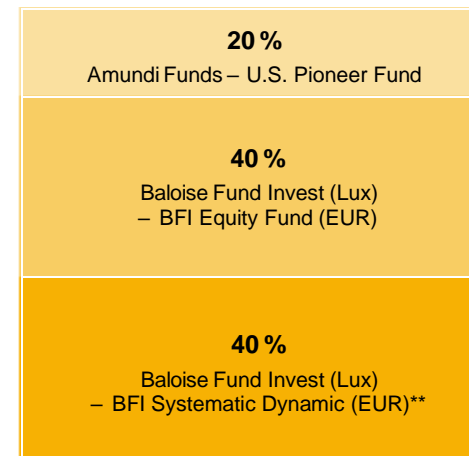 20 %
Amundi Funds – U.S. Pioneer Fund
40 %
Baloise Fund Invest (Lux)
– BFI Equity Fund (EUR)
40 %
Baloise Fund Invest (Lux)
– BFI Systematic Dynamic (EUR)**